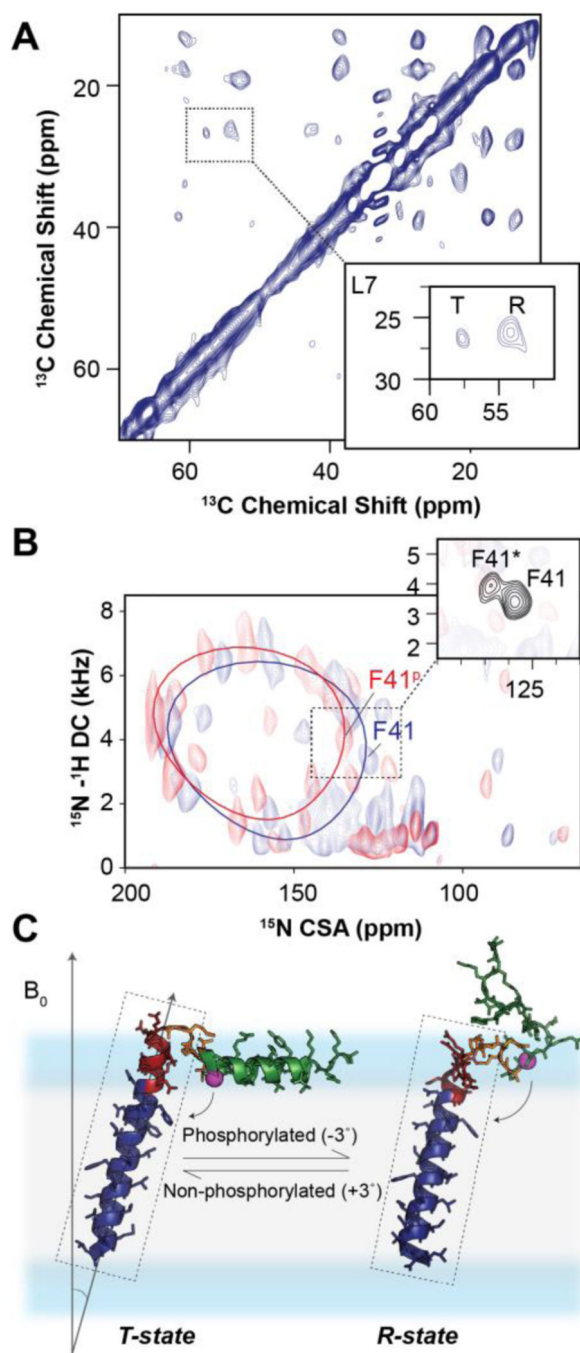 A
¹³C Chemical Shift (ppm)
20
40
60
L7
T R
25
30
60 55
60 40 20
¹³C Chemical Shift (ppm)
B
¹⁵N -¹H DC (kHz)
8
6
4
2
0
F41*
F41
5
4
3
2
125
F41ᵖ
F41
200 150 100
¹⁵N CSA (ppm)
C
B₀
Phosphorylated (-3°)
Non-phosphorylated (+3°)
T-state R-state